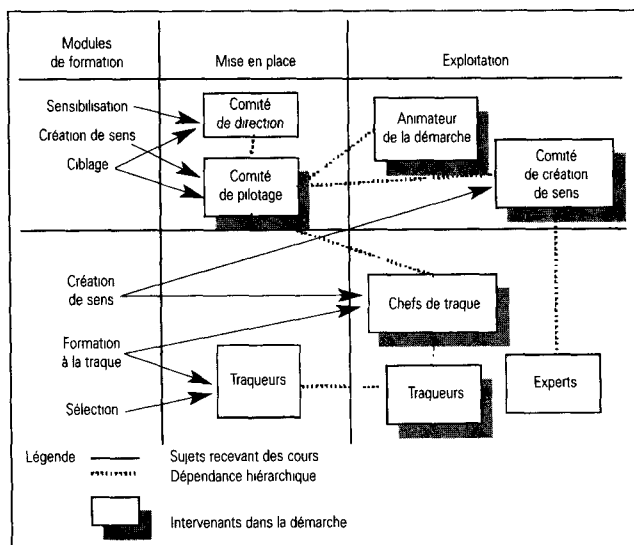 Modules
de formation
Mise en place
Exploitation
Sensibilisation
Création de sens
Ciblage
Comité
de direction
Comité
de pilotage
Animateur
de la démarche
Comité
de création
de sens
Création
de sens
Formation
à la traque
Sélection
Chefs de traque
Traqueurs
Traqueurs
Experts
Légende
Sujets recevant des cours
Dépendance hiérarchique
Intervenants dans la démarche